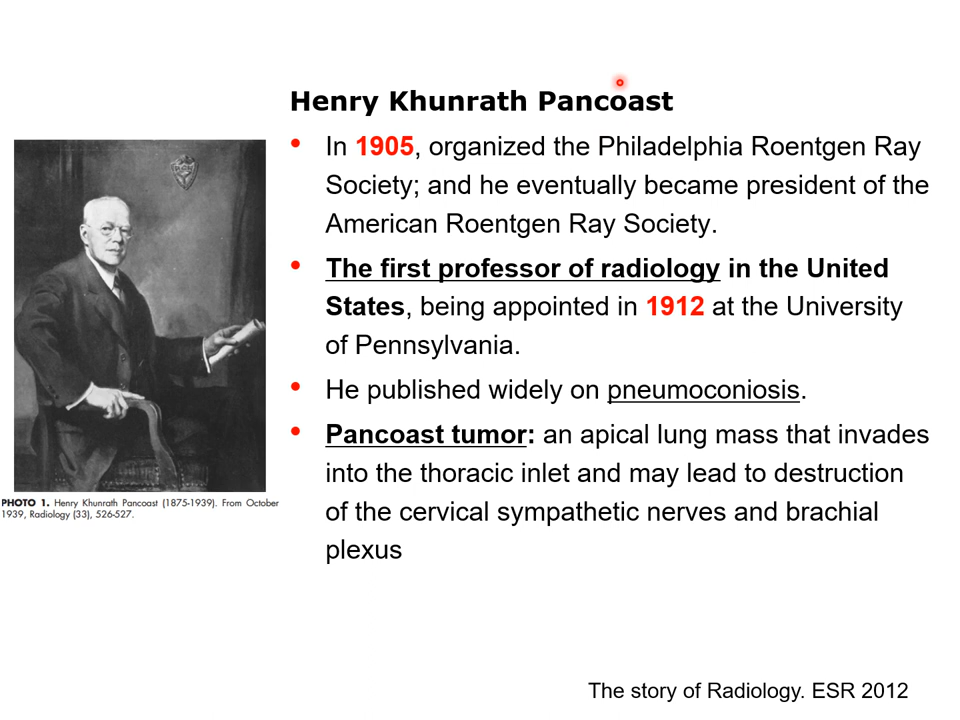 Henry Khunrath Pancoast
• In 1905, organized the Philadelphia Roentgen Ray
Society; and he eventually became president of the
American Roentgen Ray Society.
• The first professor of radiology in the United
States, being appointed in 1912 at the University
of Pennsylvania.
• He published widely on pneumoconiosis.
• Pancoast tumor: an apical lung mass that invades
into the thoracic inlet and may lead to destruction
of the cervical sympathetic nerves and brachial
plexus
PHOTO 1. Henry Khunrath Pancoast (1875-1939). From October
1939, Radiology (33), 526-527.
The story of Radiology. ESR 2012